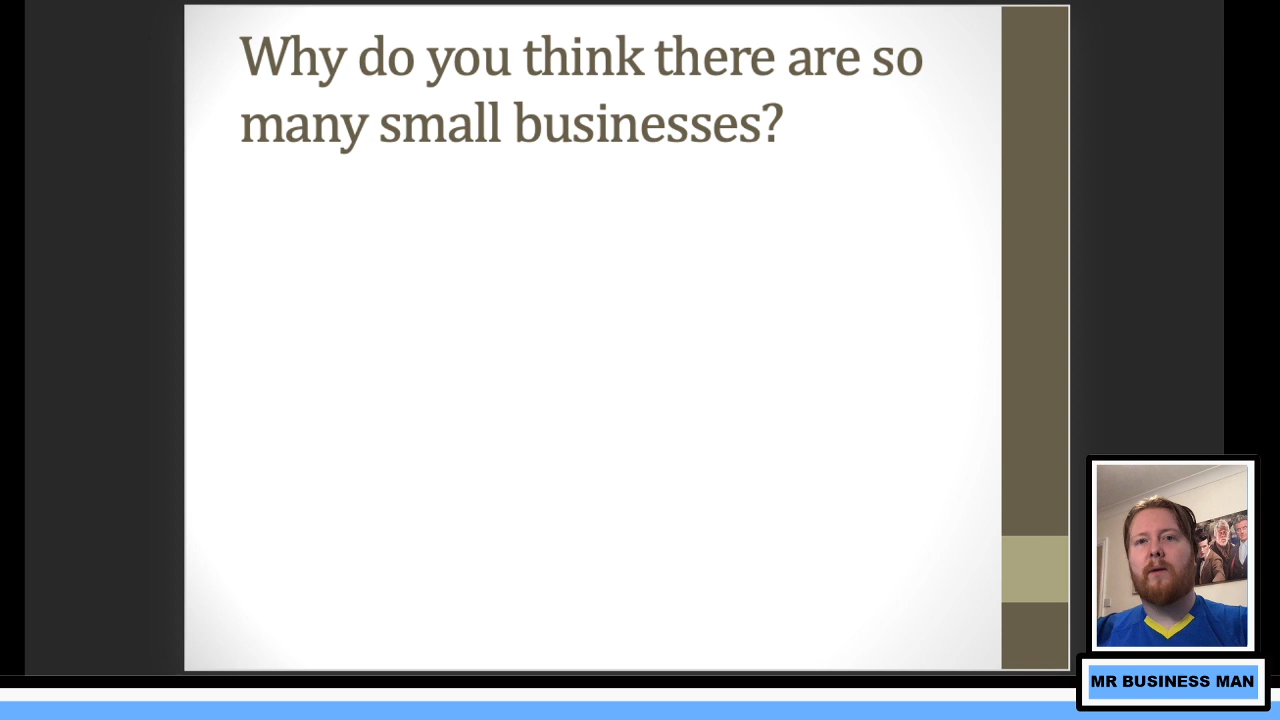 Why do you think there are so
many small businesses?
MR BUSINESS MAN